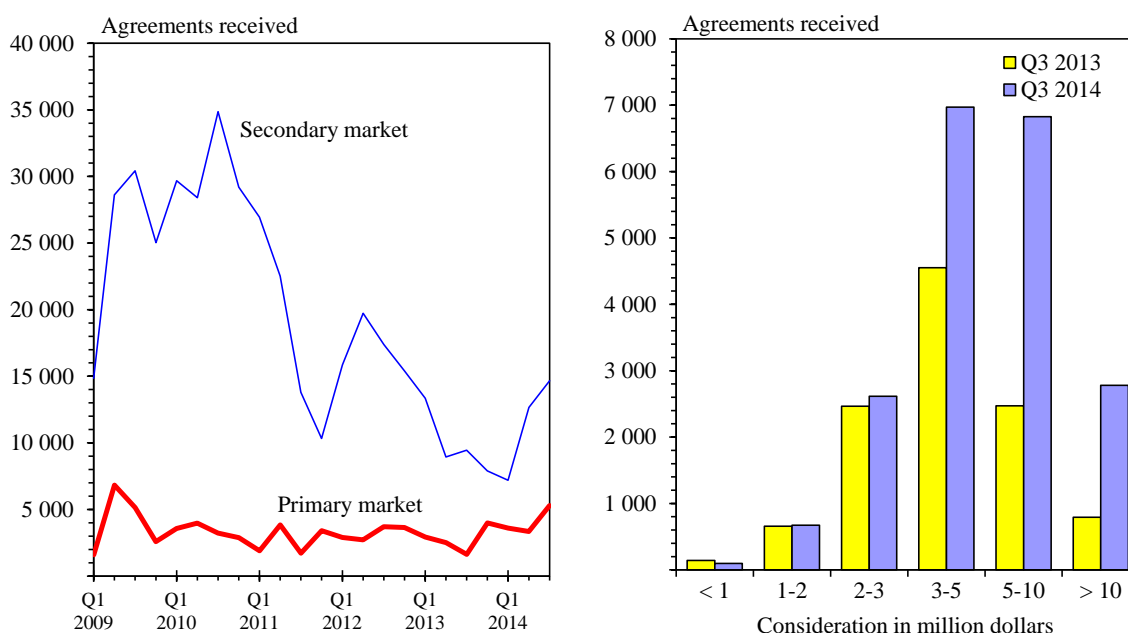 Agreements received
40 000
35 000
30 000
25 000
20 000
15 000
10 000
5 000
Secondary market
Primary market
Q1 Q1 Q1 Q1 Q1 Q1
2009 2010 2011 2012 2013 2014
Agreements received
8 000
7 000
6 000
5 000
4 000
3 000
2 000
1 000
Q3 2013
Q3 2014
< 1 1-2 2-3 3-5 5-10 > 10
Consideration in million dollars